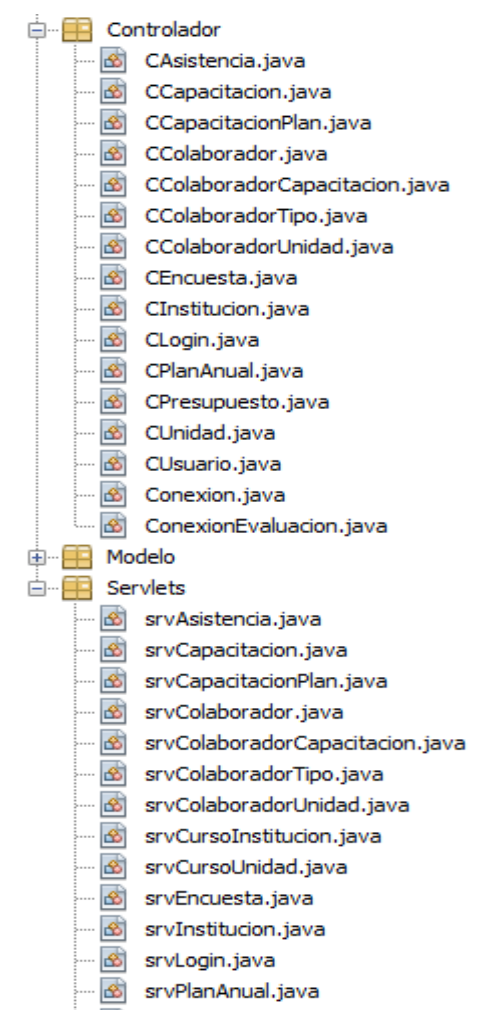 Controlador
CAsistencia.java
CCapacitacion.java
CCapacitacionPlan.java
CColaborador.java
CColaboradorCapacitacion.java
CColaboradorTipo.java
CColaboradorUnidad.java
CEncuesta.java
CInstitucion.java
CLogin.java
CPlanAnual.java
CPresupuesto.java
CUnidad.java
CUsuario.java
Conexion.java
ConexionEvaluacion.java
Modelo
Servlets
srvAsistencia.java
srvCapacitacion.java
srvCapacitacionPlan.java
srvColaborador.java
srvColaboradorCapacitacion.java
srvColaboradorTipo.java
srvColaboradorUnidad.java
srvCursoInstitucion.java
srvCursoUnidad.java
srvEncuesta.java
srvInstitucion.java
srvLogin.java
srvPlanAnual.java